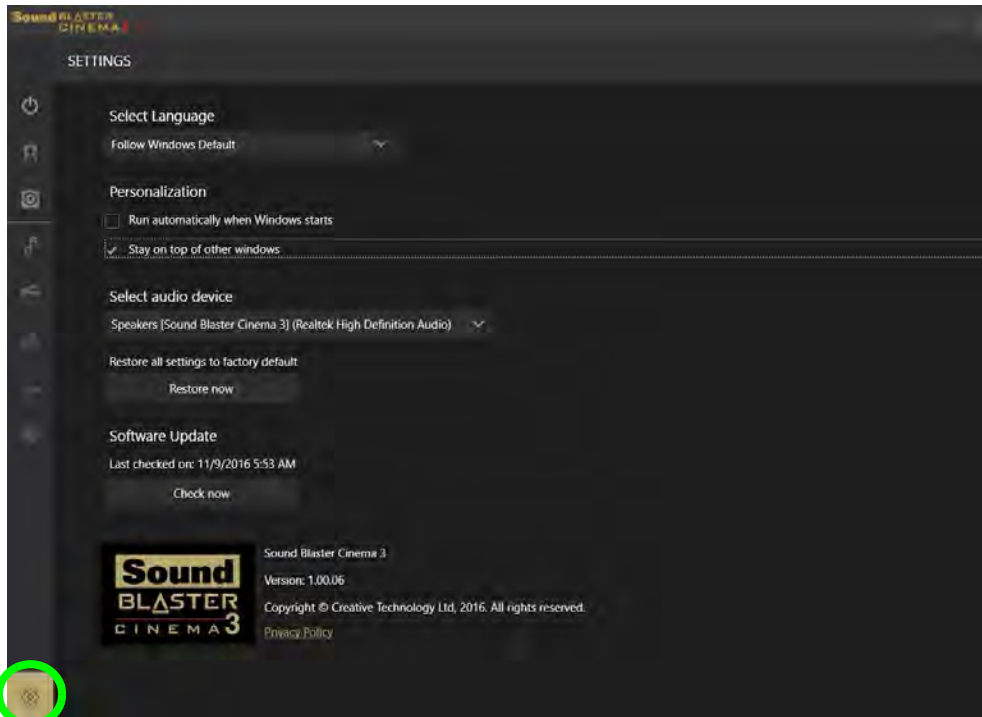 Sound BLASTER
CINEMA 3
SETTINGS
Select Language
Follow Windows Default
Personalization
Run automatically when Windows starts
Stay on top of other windows
Select audio device
Speakers [Sound Blaster Cinema 3] (Realtek High Definition Audio)
Restore all settings to factory default
Restore now
Software Update
Last checked on: 11/9/2016 5:53 AM
Check now
Sound
BLASTER
CINEMA 3
Sound Blaster Cinema 3
Version: 1.00.06
Copyright © Creative Technology Ltd, 2016. All rights reserved.
Privacy Policy